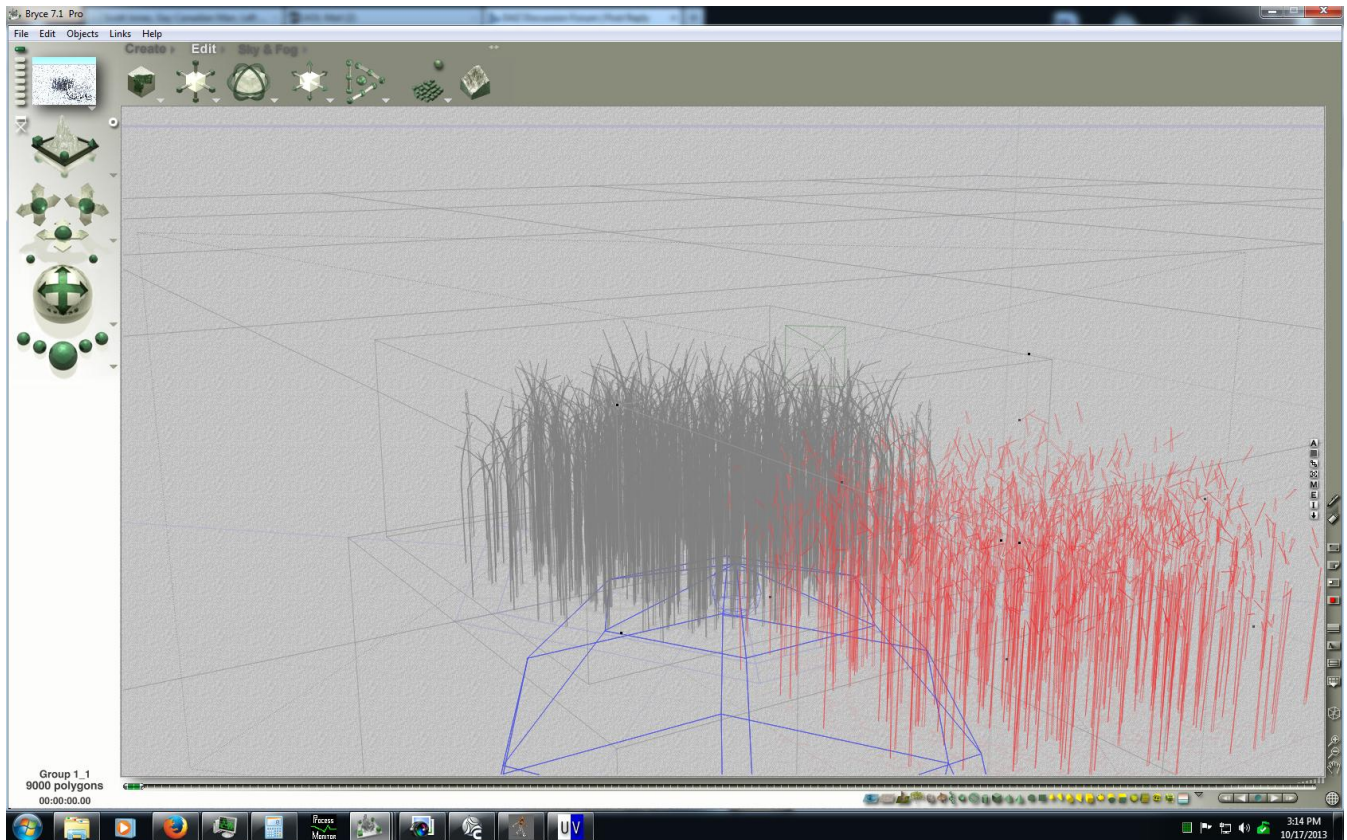 Bryce 7.1 Pro
File Edit Objects Links Help
Create Edit Sky & Fog
A
M
E
I
Group 1_1
9000 polygons
00:00:00.00
Process
Monitor
UV
3:14 PM
10/17/2013